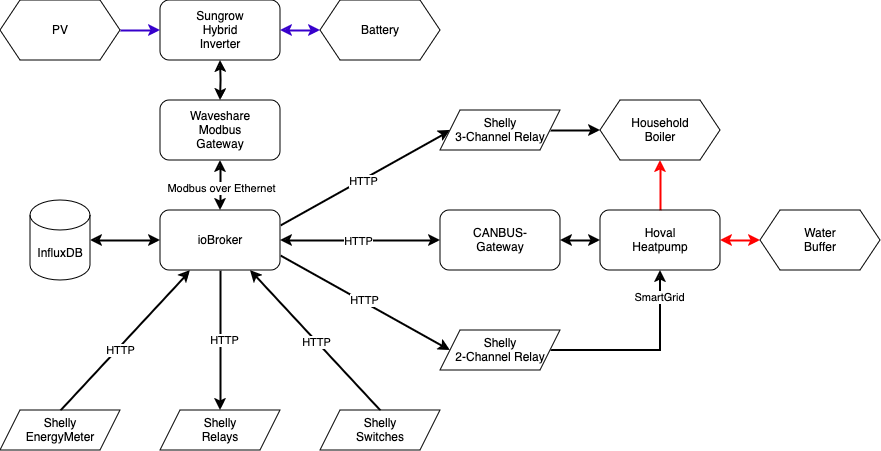 PV
Sungrow
Hybrid
Inverter
Battery
Waveshare
Modbus
Gateway
Shelly
3-Channel Relay
Household
Boiler
HTTP
Modbus over Ethernet
InfluxDB
ioBroker
HTTP
CANBUS-
Gateway
Hoval
Heatpump
Water
Buffer
HTTP
SmartGrid
HTTP
HTTP
HTTP
Shelly
2-Channel Relay
Shelly
EnergyMeter
Shelly
Relays
Shelly
Switches